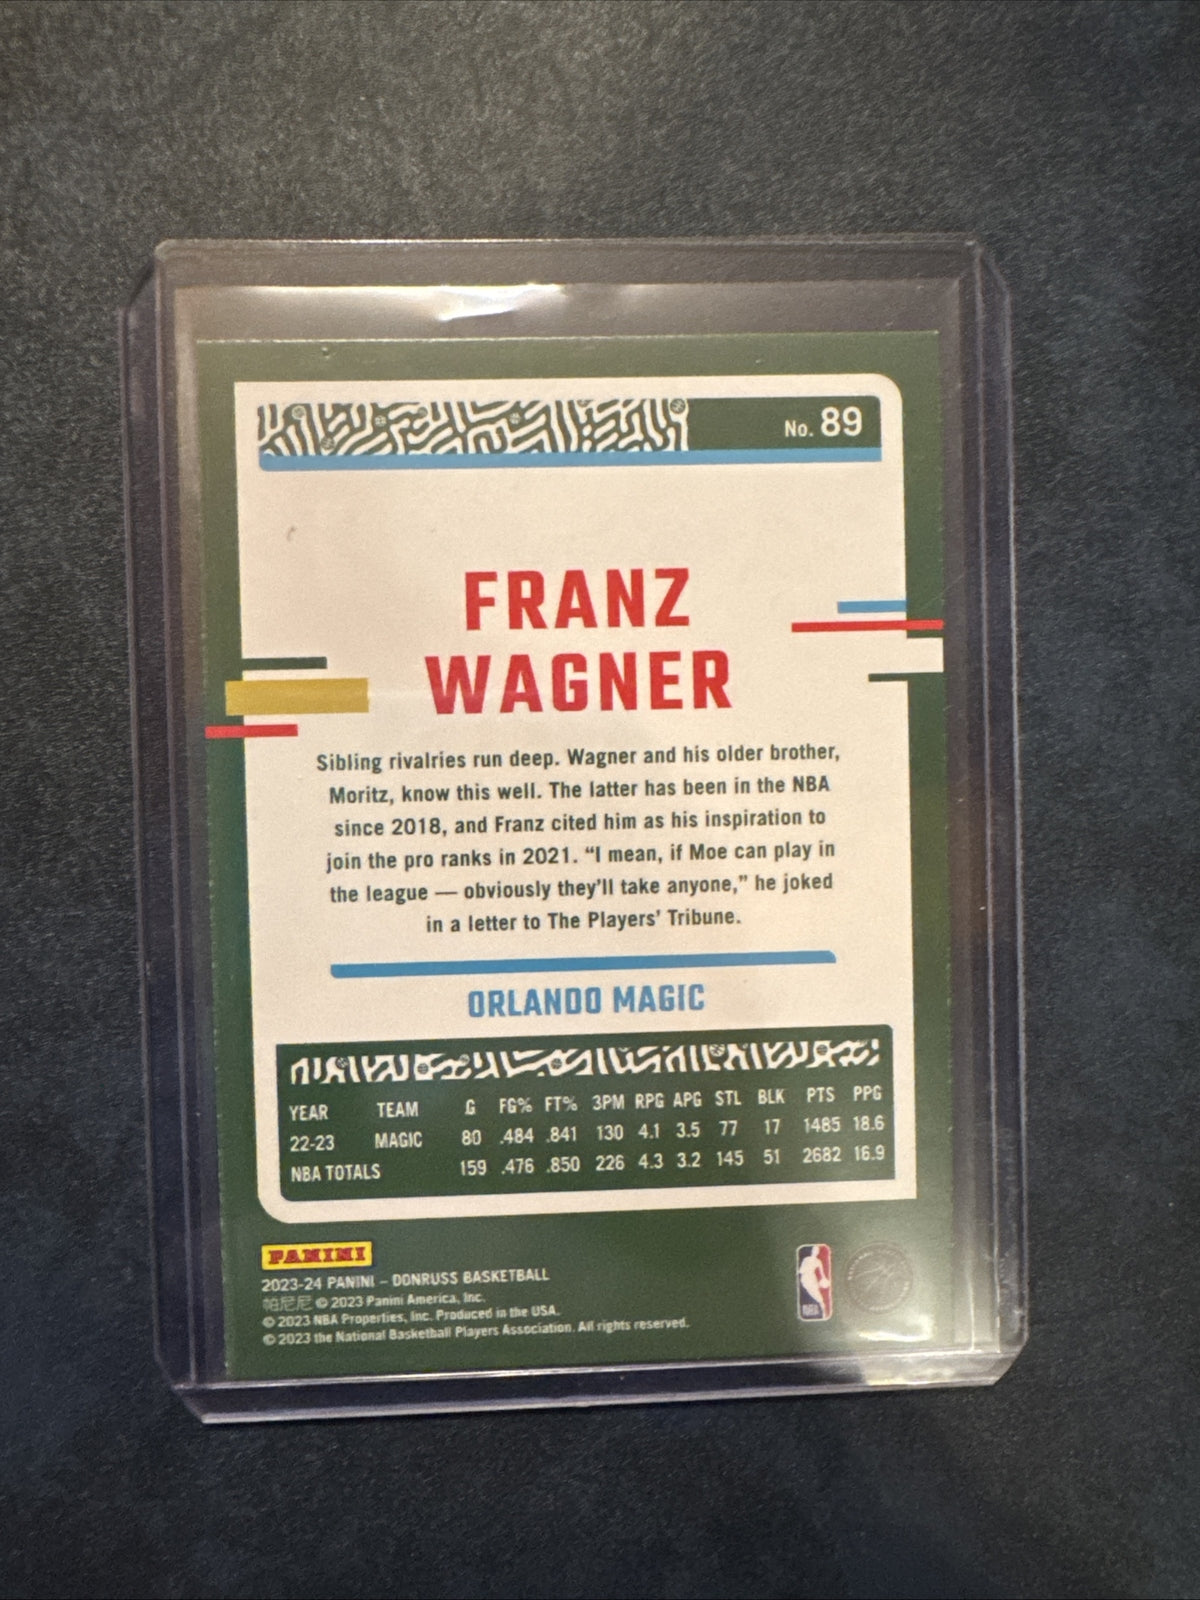 No. 89
FRANZ
WAGNER
Sibling rivalries run deep. Wagner and his older brother,
Moritz, know this well. The latter has been in the NBA
since 2018, and Franz cited him as his inspiration to
join the pro ranks in 2021. “I mean, if Moe can play in
the league — obviously they’ll take anyone,” he joked
in a letter to The Players’ Tribune.
ORLANDO MAGIC
YEAR TEAM G FG% FT% 3PM RPG APG STL BLK PTS PPG
22-23 MAGIC 80 .484 .841 130 4.1 3.5 77 17 1485 18.6
NBA TOTALS 159 .476 .850 226 4.3 3.2 145 51 2682 16.9
PANINI
2023-24 PANINI – DONRUSS BASKETBALL
帕尼尼 © 2023 Panini America, Inc.
© 2023 NBA Properties, Inc. Produced in the USA.
© 2023 the National Basketball Players Association. All rights reserved.
NBA